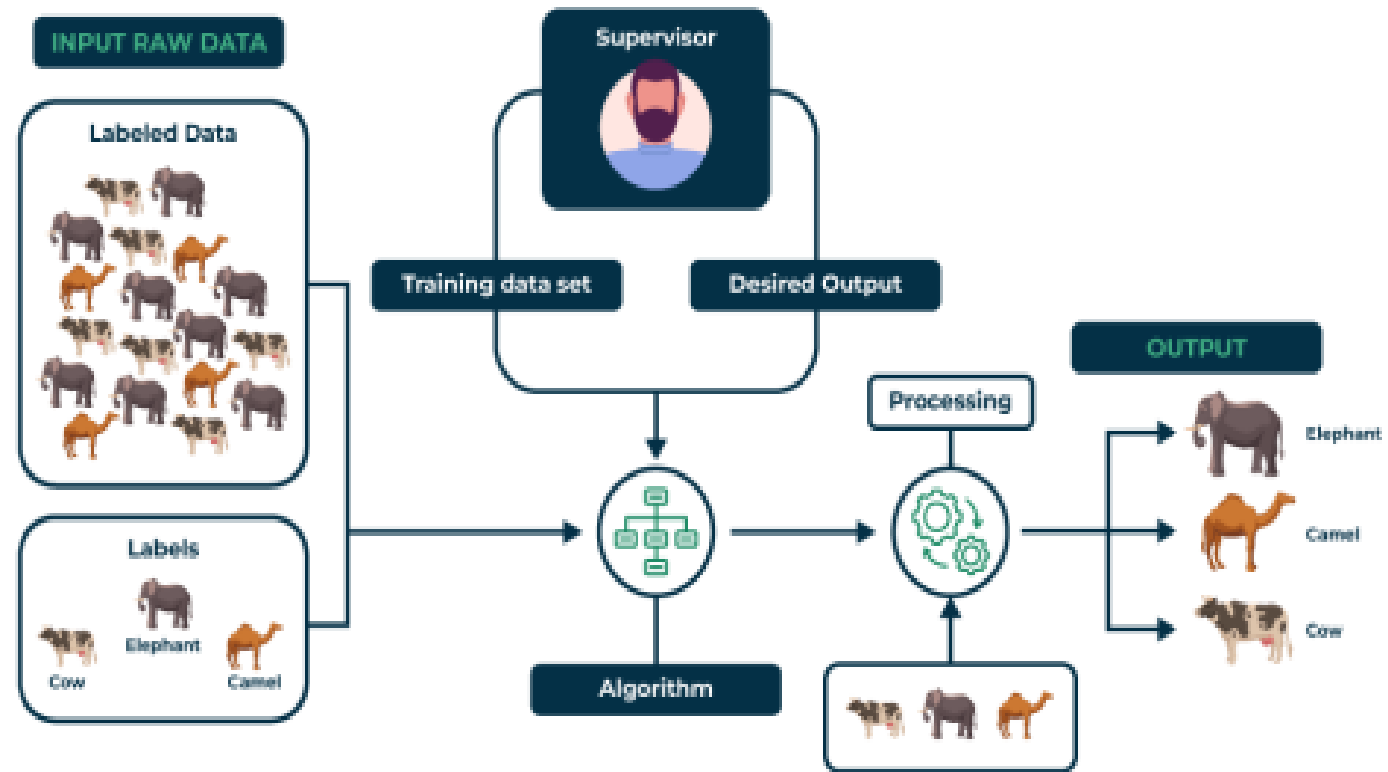 INPUT RAW DATA
Supervisor
Labeled Data
Training data set
Desired Output
OUTPUT
Processing
Elephant
Camel
Cow
Labels
Elephant
Cow
Camel
Algorithm